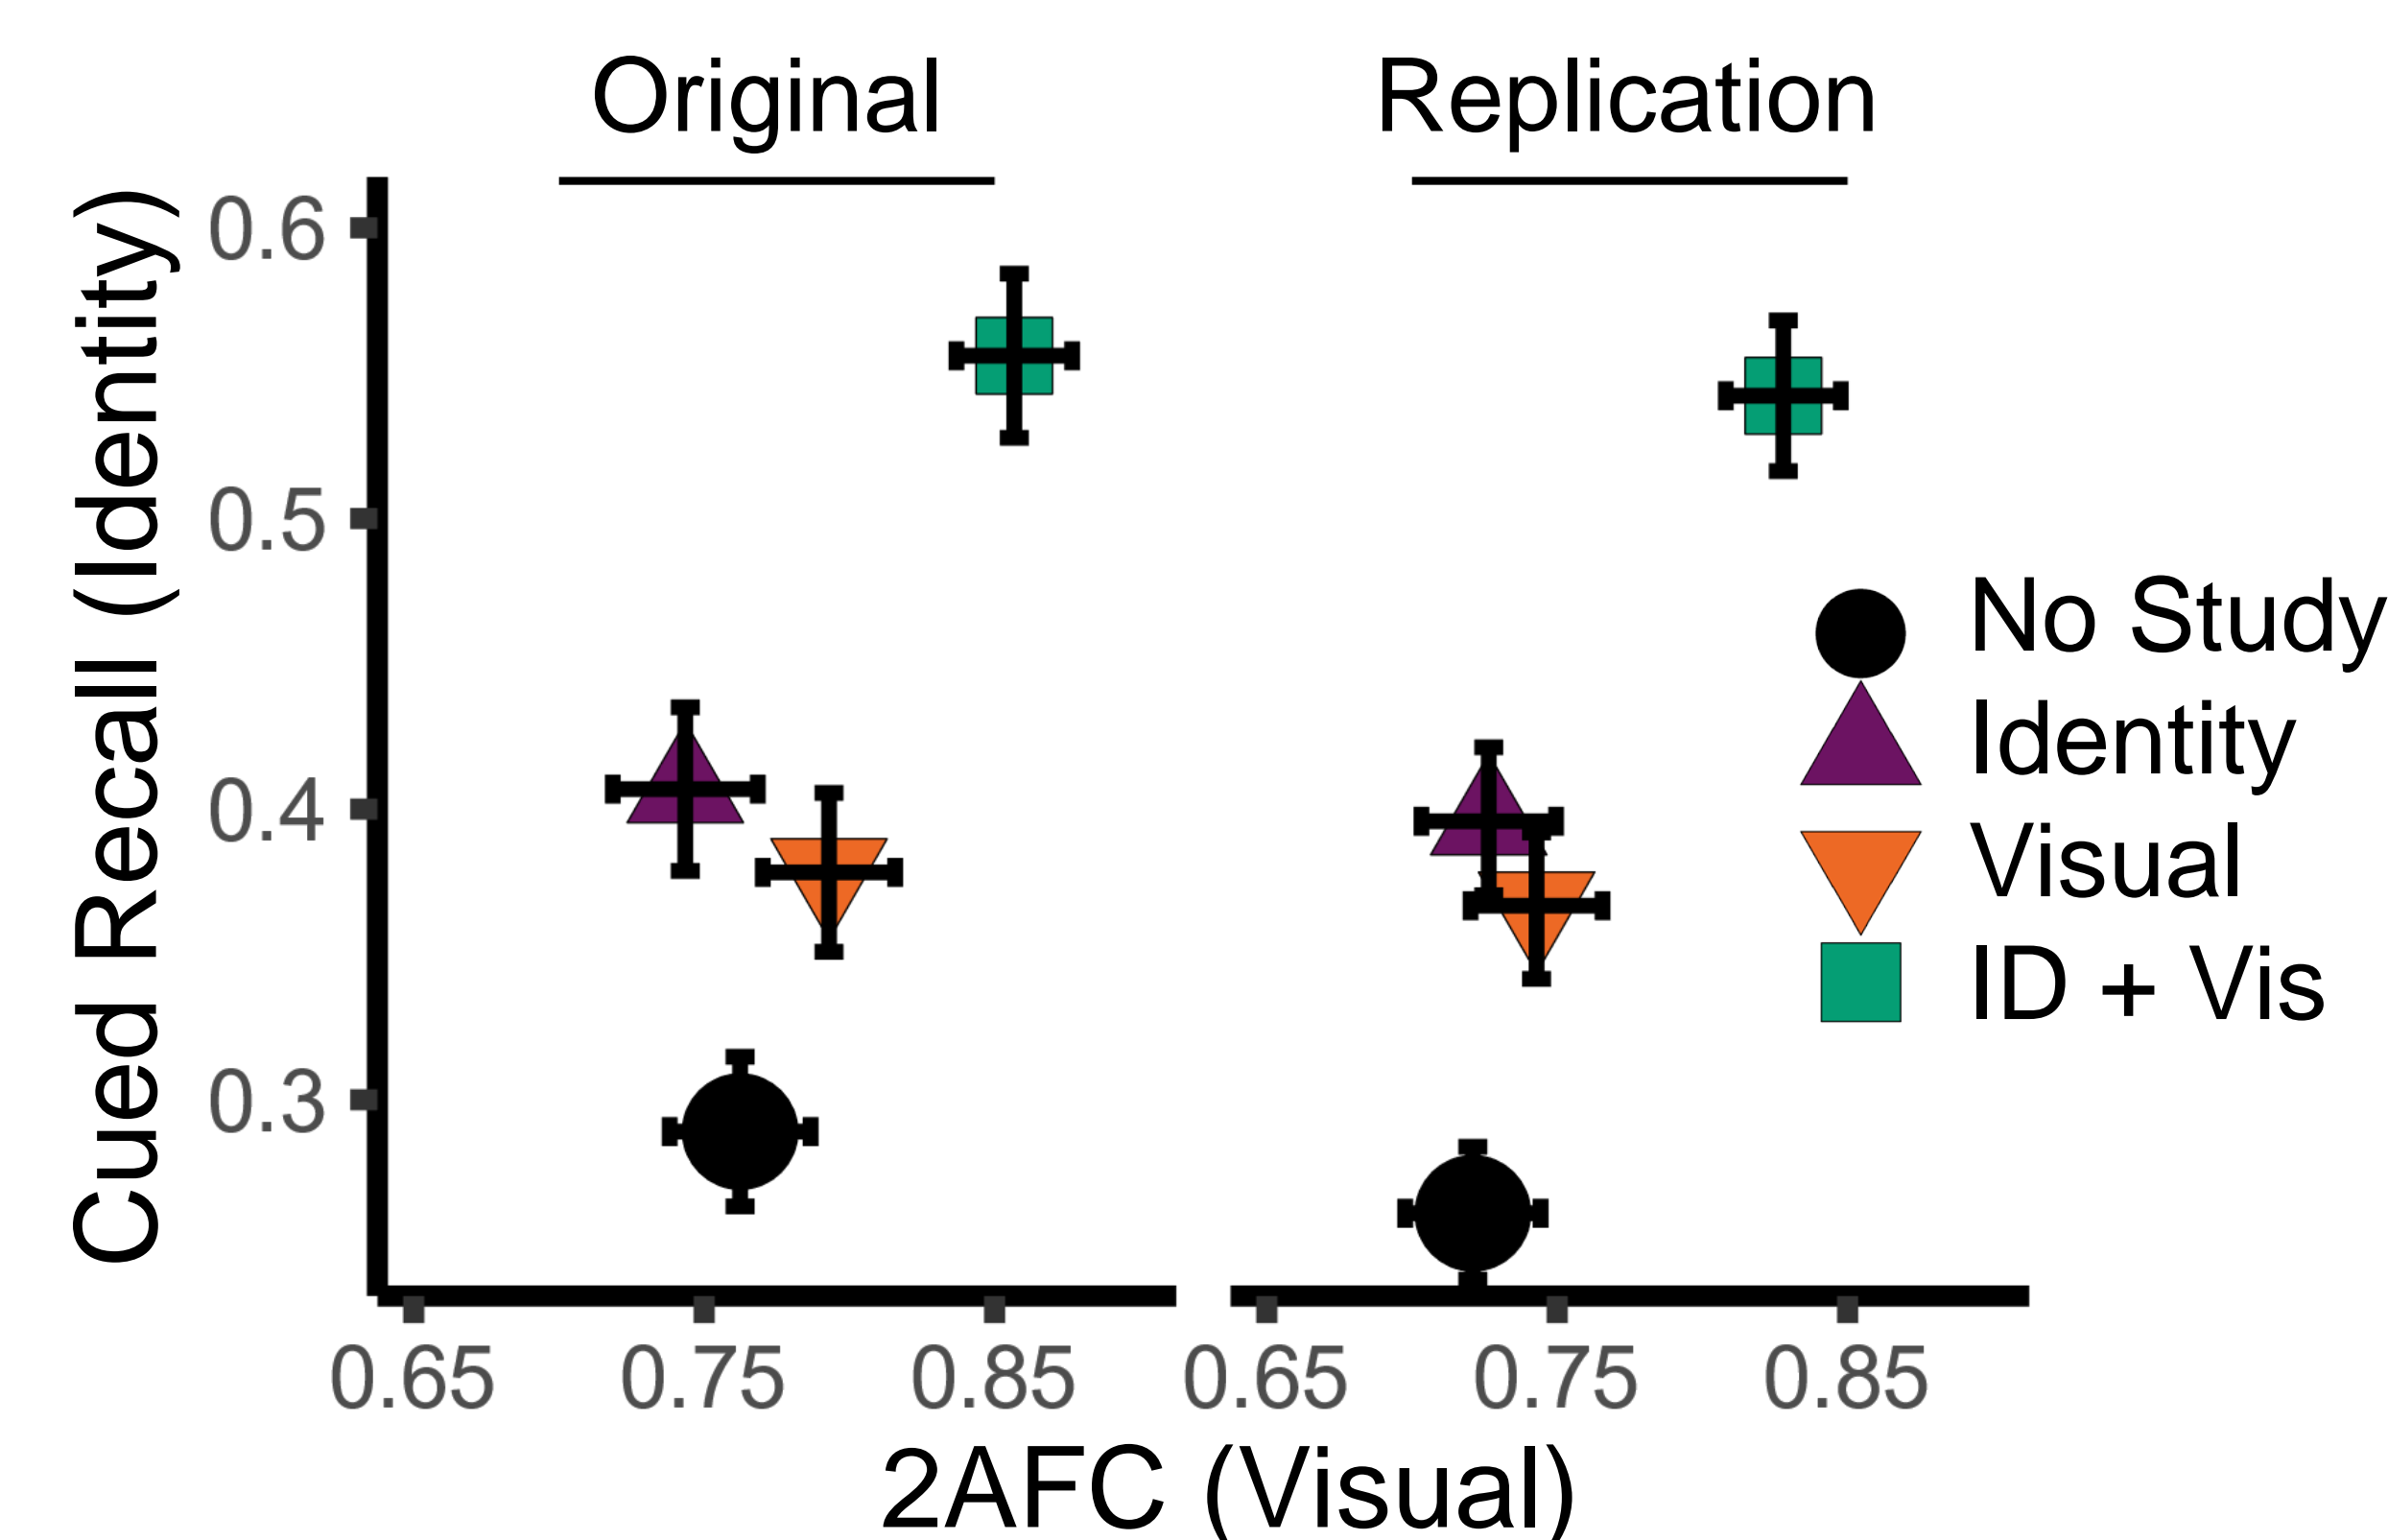 Original
Replication
Cued Recall (Identity)
0.6
0.5
0.4
0.3
No Study
Identity
Visual
ID + Vis
0.65 0.75 0.85 0.65 0.75 0.85
2AFC (Visual)